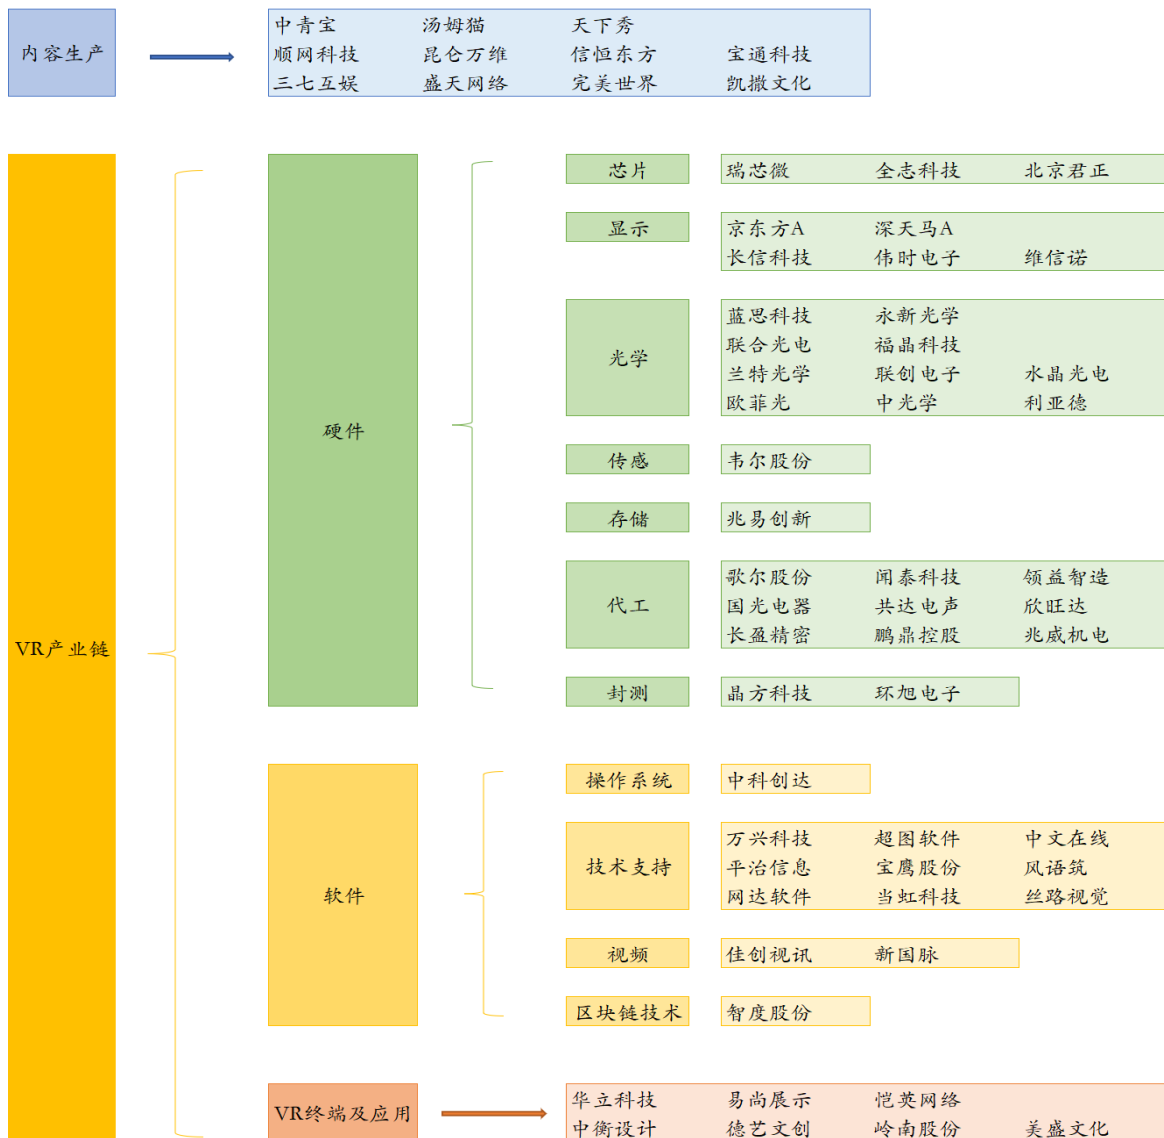 内容生产
中青宝 汤姆猫 天下秀
顺网科技 昆仑万维 信恒东方 宝通科技
三七互娱 盛天网络 完美世界 凯撒文化
VR产业链
硬件
芯片
瑞芯微 全志科技 北京君正
显示
京东方A 深天马A
长信科技 伟时电子 维信诺
光学
蓝思科技 永新光学
联合光电 福晶科技
兰特光学 联创电子 水晶光电
欧菲光 中光学 利亚德
传感
韦尔股份
存储
兆易创新
代工
歌尔股份 闻泰科技 领益智造
国光电器 共达电声 欣旺达
长盈精密 鹏鼎控股 兆威机电
封测
晶方科技 环旭电子
软件
操作系统
中科创达
技术支持
万兴科技 超图软件 中文在线
平治信息 宝鹰股份 风语筑
网达软件 当虹科技 丝路视觉
视频
佳创视讯 新国脉
区块链技术
智度股份
VR终端及应用
华立科技 易尚展示 恺英网络
中衡设计 德艺文创 岭南股份 美盛文化